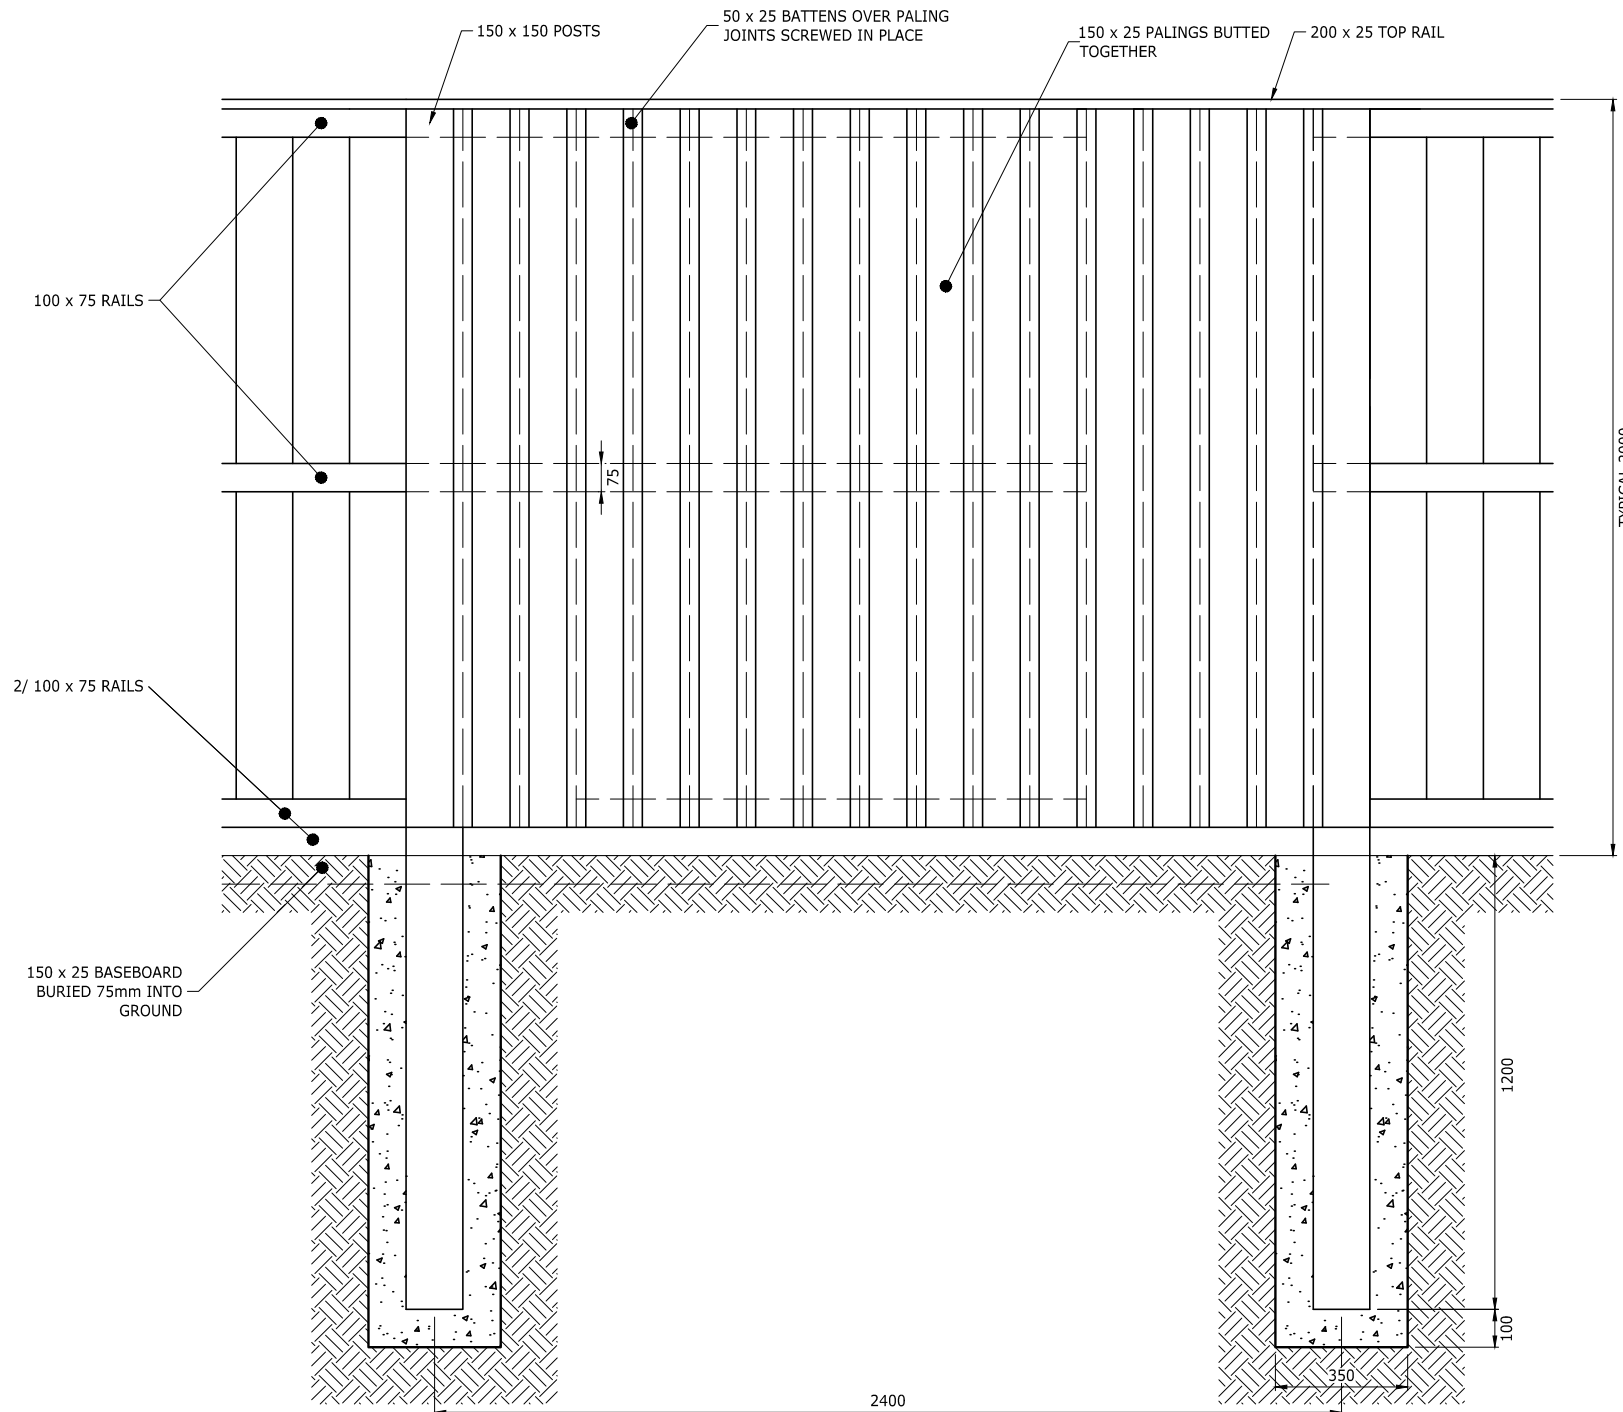 150 x 150 POSTS
50 x 25 BATTENS OVER PALING
JOINTS SCREWED IN PLACE
150 x 25 PALINGS BUTTED
TOGETHER
200 x 25 TOP RAIL
100 x 75 RAILS
75
2/ 100 x 75 RAILS
150 x 25 BASEBOARD
BURIED 75mm INTO
GROUND
1200
100
350
2400